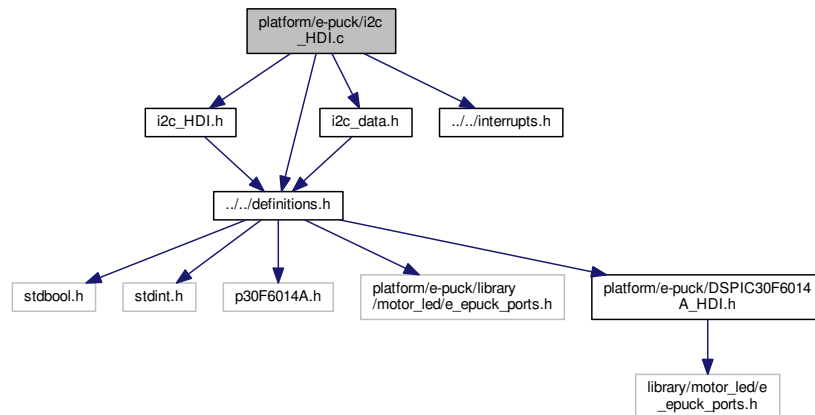 platform/e-puck/i2c
_HDI.c
i2c_HDI.h
i2c_data.h
../../interrupts.h
../../definitions.h
stdbool.h
stdint.h
p30F6014A.h
platform/e-puck/library
/motor_led/e_epuck_ports.h
platform/e-puck/DSPIC30F6014
A_HDI.h
library/motor_led/e
_epuck_ports.h